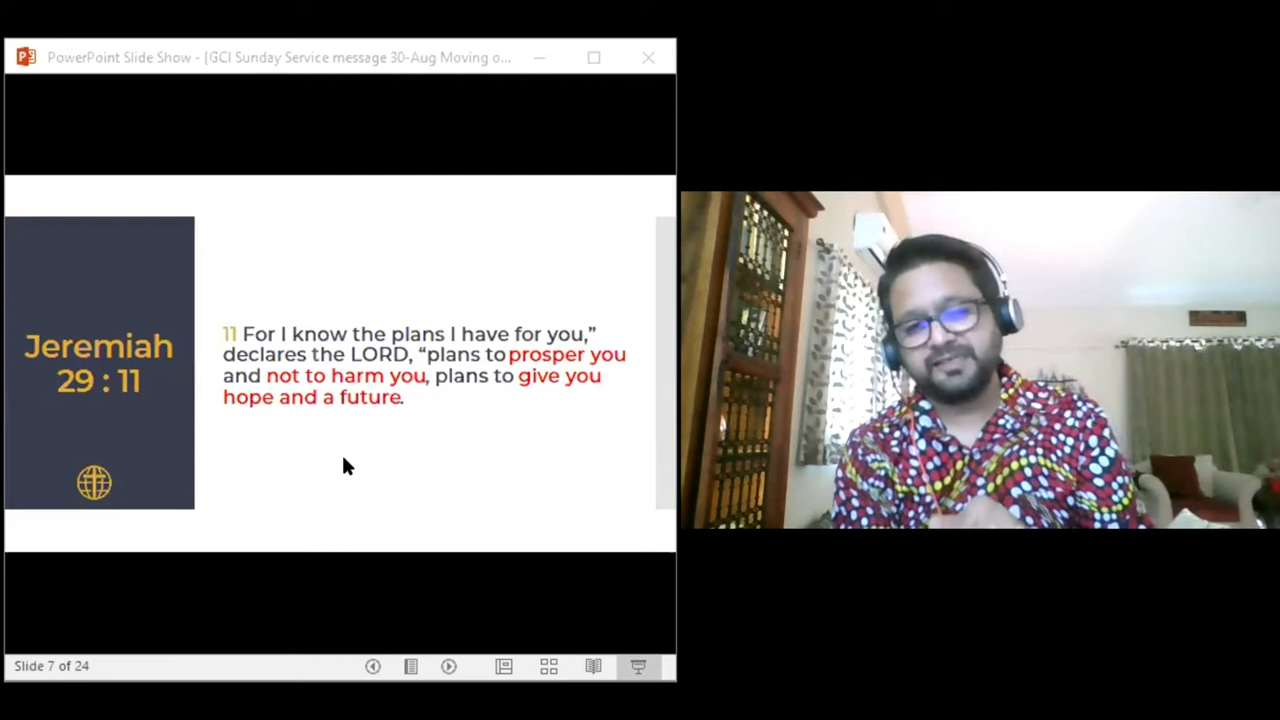 PowerPoint Slide Show - [GCI Sunday Service message 30-Aug Moving o...
Jeremiah
29 : 11
11 For I know the plans I have for you,”
declares the LORD, “plans to prosper you
and not to harm you, plans to give you
hope and a future.
Slide 7 of 24